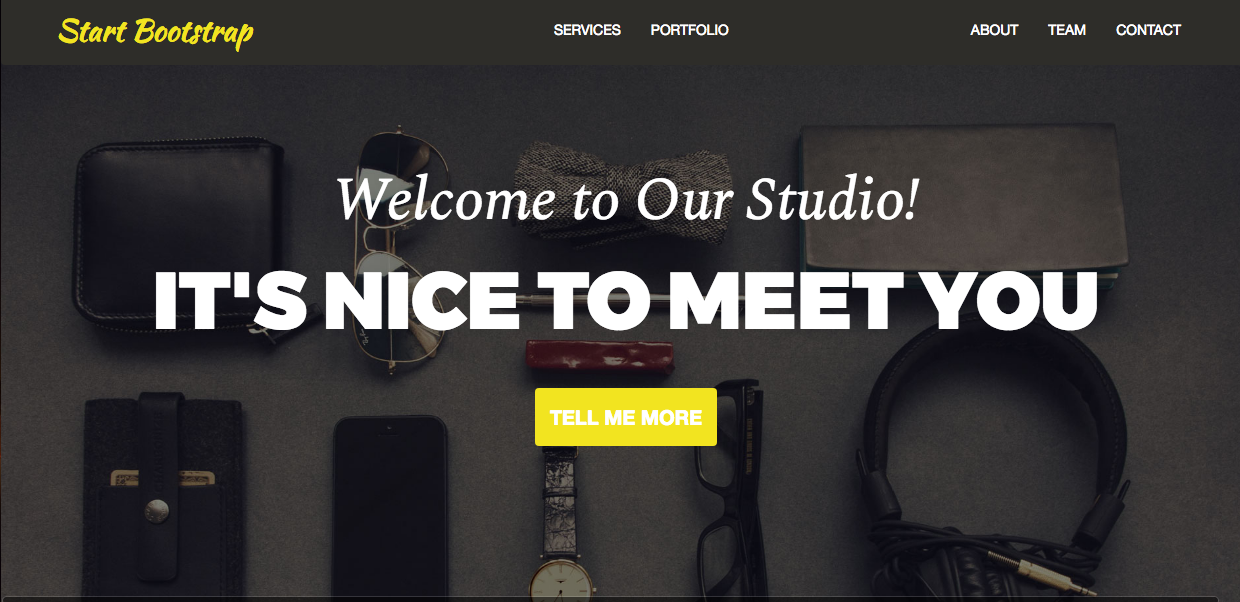 Start Bootstrap
SERVICES PORTFOLIO
ABOUT TEAM CONTACT
Welcome to Our Studio!
IT'S NICE TO MEET YOU
TELL ME MORE